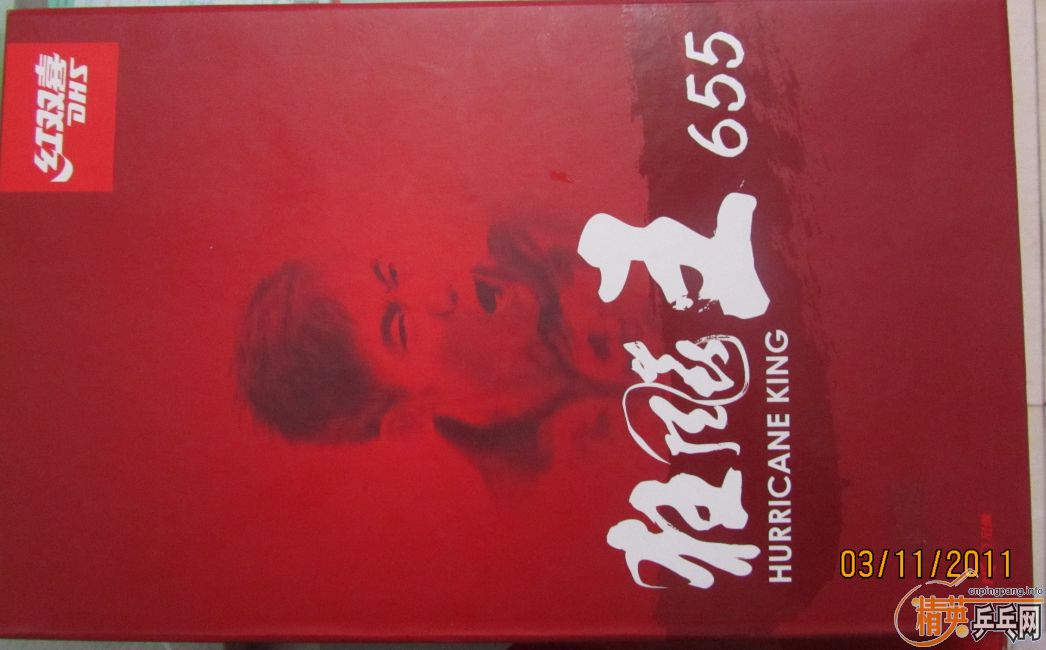 红双喜
DHS
狂飚王 655
HURRICANE KING
03/11/2011
cnpingpang.info
精英乒乓网